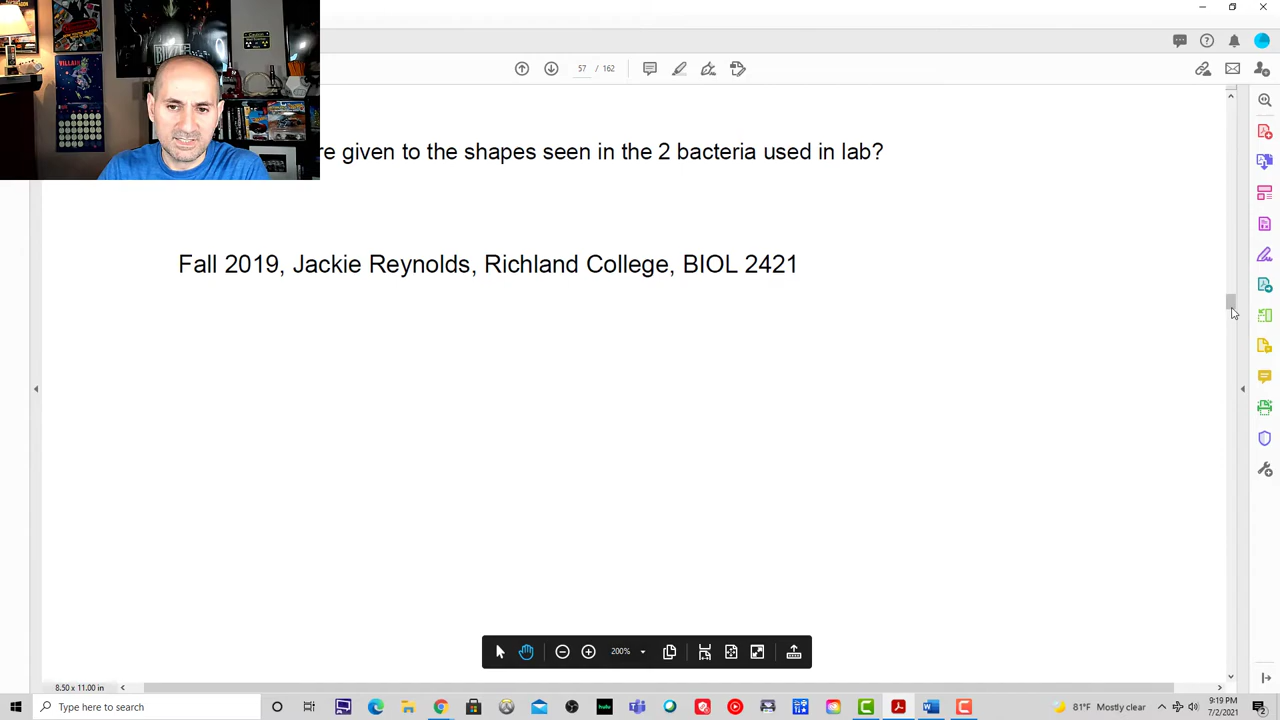 57 / 162
re given to the shapes seen in the 2 bacteria used in lab?
Fall 2019, Jackie Reynolds, Richland College, BIOL 2421
200%
8.50 x 11.00 in
Type here to search
hulu
81°F Mostly clear
9:19 PM
7/2/2021
2